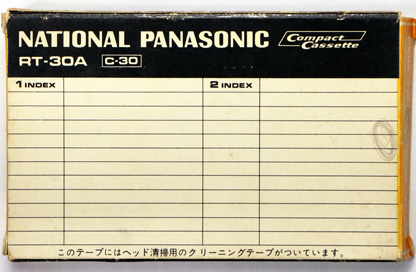 NATIONAL PANASONIC Compact Cassette
RT-30A C-30
1 INDEX 2 INDEX
このテープにはヘッド清掃用のクリーニングテープがついています。